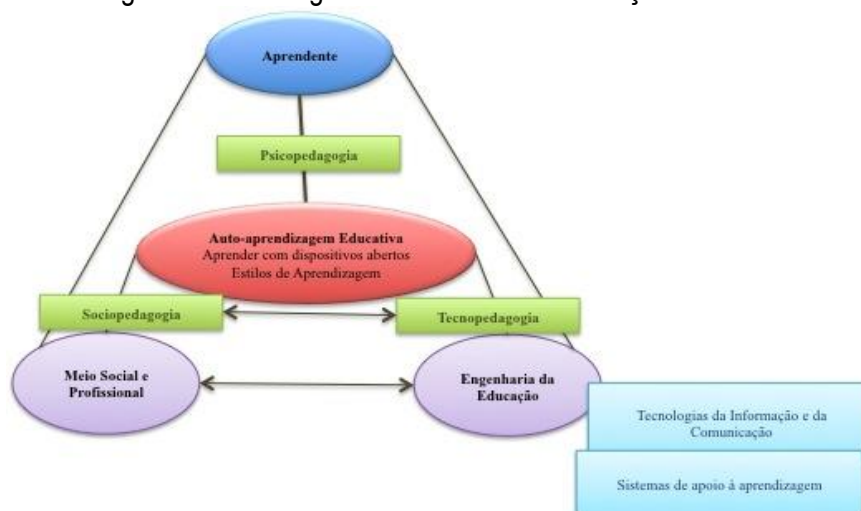 Aprendente
Psicopedagogia
Auto-aprendizagem Educativa
Aprender com dispositivos abertos
Estilos de Aprendizagem
Sociopedagogia
Tecnopedagogia
Meio Social e
Profissional
Engenharia da
Educação
Tecnologias da Informação e da
Comunicação
Sistemas de apoio à aprendizagem